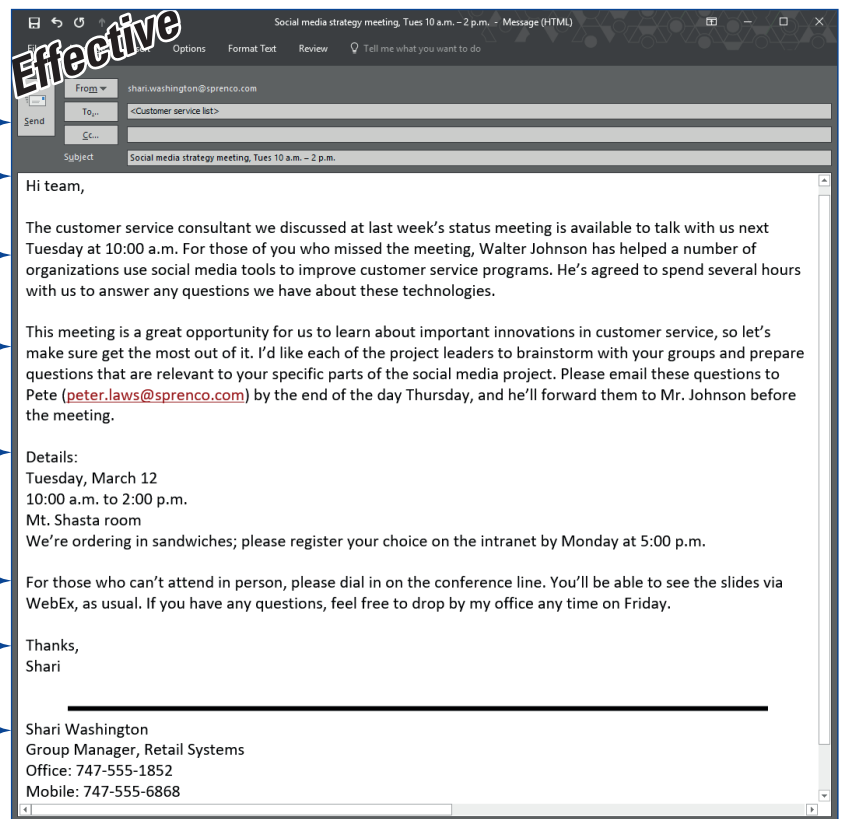 Social media strategy meeting, Tues 10 a.m. – 2 p.m. - Message (HTML)
Effective
Options Format Text Review Tell me what you want to do
From shari.washington@sprenco.com
Send
To... <Customer service list>
Cc...
Subject Social media strategy meeting, Tues 10 a.m. – 2 p.m.
Hi team,
The customer service consultant we discussed at last week's status meeting is available to talk with us next
Tuesday at 10:00 a.m. For those of you who missed the meeting, Walter Johnson has helped a number of
organizations use social media tools to improve customer service programs. He's agreed to spend several hours
with us to answer any questions we have about these technologies.
This meeting is a great opportunity for us to learn about important innovations in customer service, so let's
make sure get the most out of it. I'd like each of the project leaders to brainstorm with your groups and prepare
questions that are relevant to your specific parts of the social media project. Please email these questions to
Pete (peter.laws@sprenco.com) by the end of the day Thursday, and he'll forward them to Mr. Johnson before
the meeting.
Details:
Tuesday, March 12
10:00 a.m. to 2:00 p.m.
Mt. Shasta room
We're ordering in sandwiches; please register your choice on the intranet by Monday at 5:00 p.m.
For those who can't attend in person, please dial in on the conference line. You'll be able to see the slides via
WebEx, as usual. If you have any questions, feel free to drop by my office any time on Friday.
Thanks,
Shari
Shari Washington
Group Manager, Retail Systems
Office: 747-555-1852
Mobile: 747-555-6868